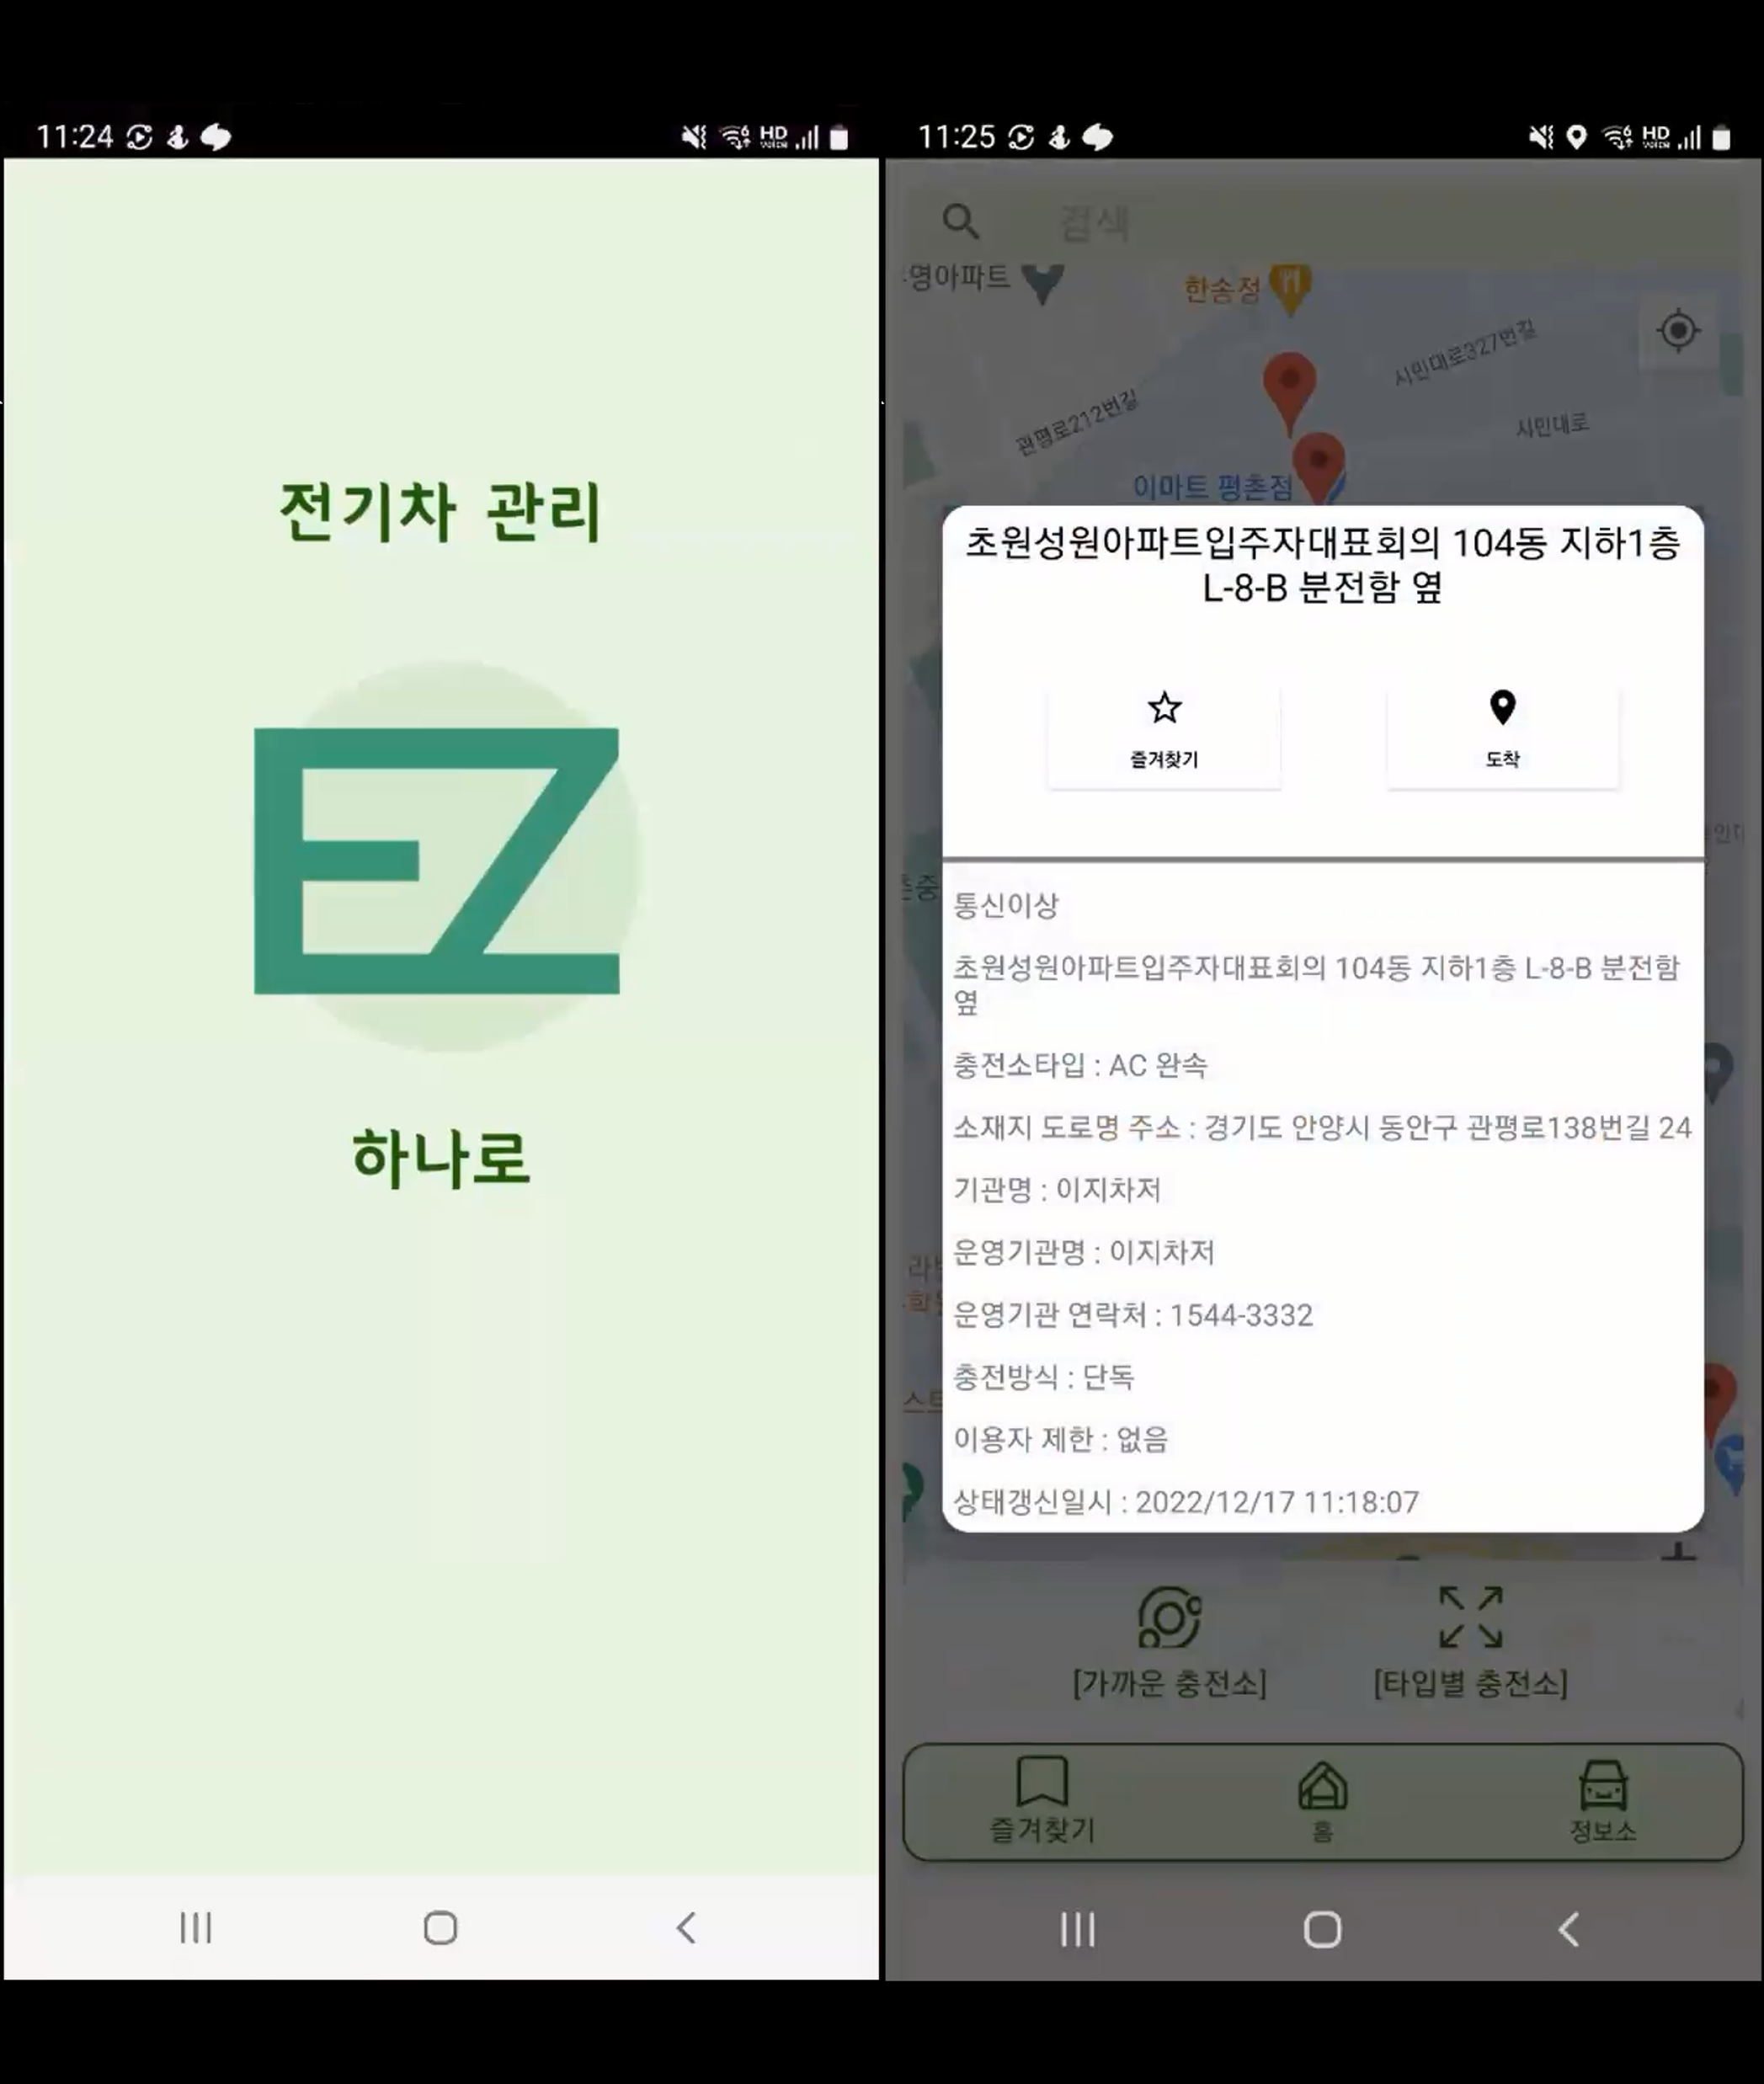 11:24
HD
voice
전기차 관리
EZ
하나로
11:25
HD
voice
검색
한송정
시민대로327번길
관평로212번길
시민대로
이마트 평촌점
초원성원아파트입주자대표회의 104동 지하1층
L-8-B 분전함 옆
즐겨찾기
도착
통신이상
초원성원아파트입주자대표회의 104동 지하1층 L-8-B 분전함
옆
충전소타입 : AC 완속
소재지 도로명 주소 : 경기도 안양시 동안구 관평로138번길 24
기관명 : 이지차저
운영기관명 : 이지차저
운영기관 연락처 : 1544-3332
충전방식 : 단독
이용자 제한 : 없음
상태갱신일시 : 2022/12/17 11:18:07
[가까운 충전소]
[타입별 충전소]
즐겨찾기
홈
정보소